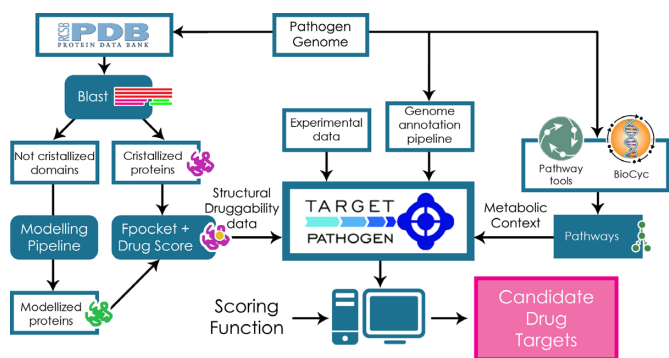 RCSB
PDB
PROTEIN DATA BANK
Pathogen
Genome
Blast
Experimental
data
Genome
annotation
pipeline
Pathway
tools
BioCyc
Not cristallized
domains
Cristallized
proteins
Structural
Druggability
data
TARGET
PATHOGEN
Metabolic
Context
Modelling
Pipeline
Fpocket +
Drug Score
Pathways
Modellized
proteins
Scoring
Function
Candidate
Drug
Targets